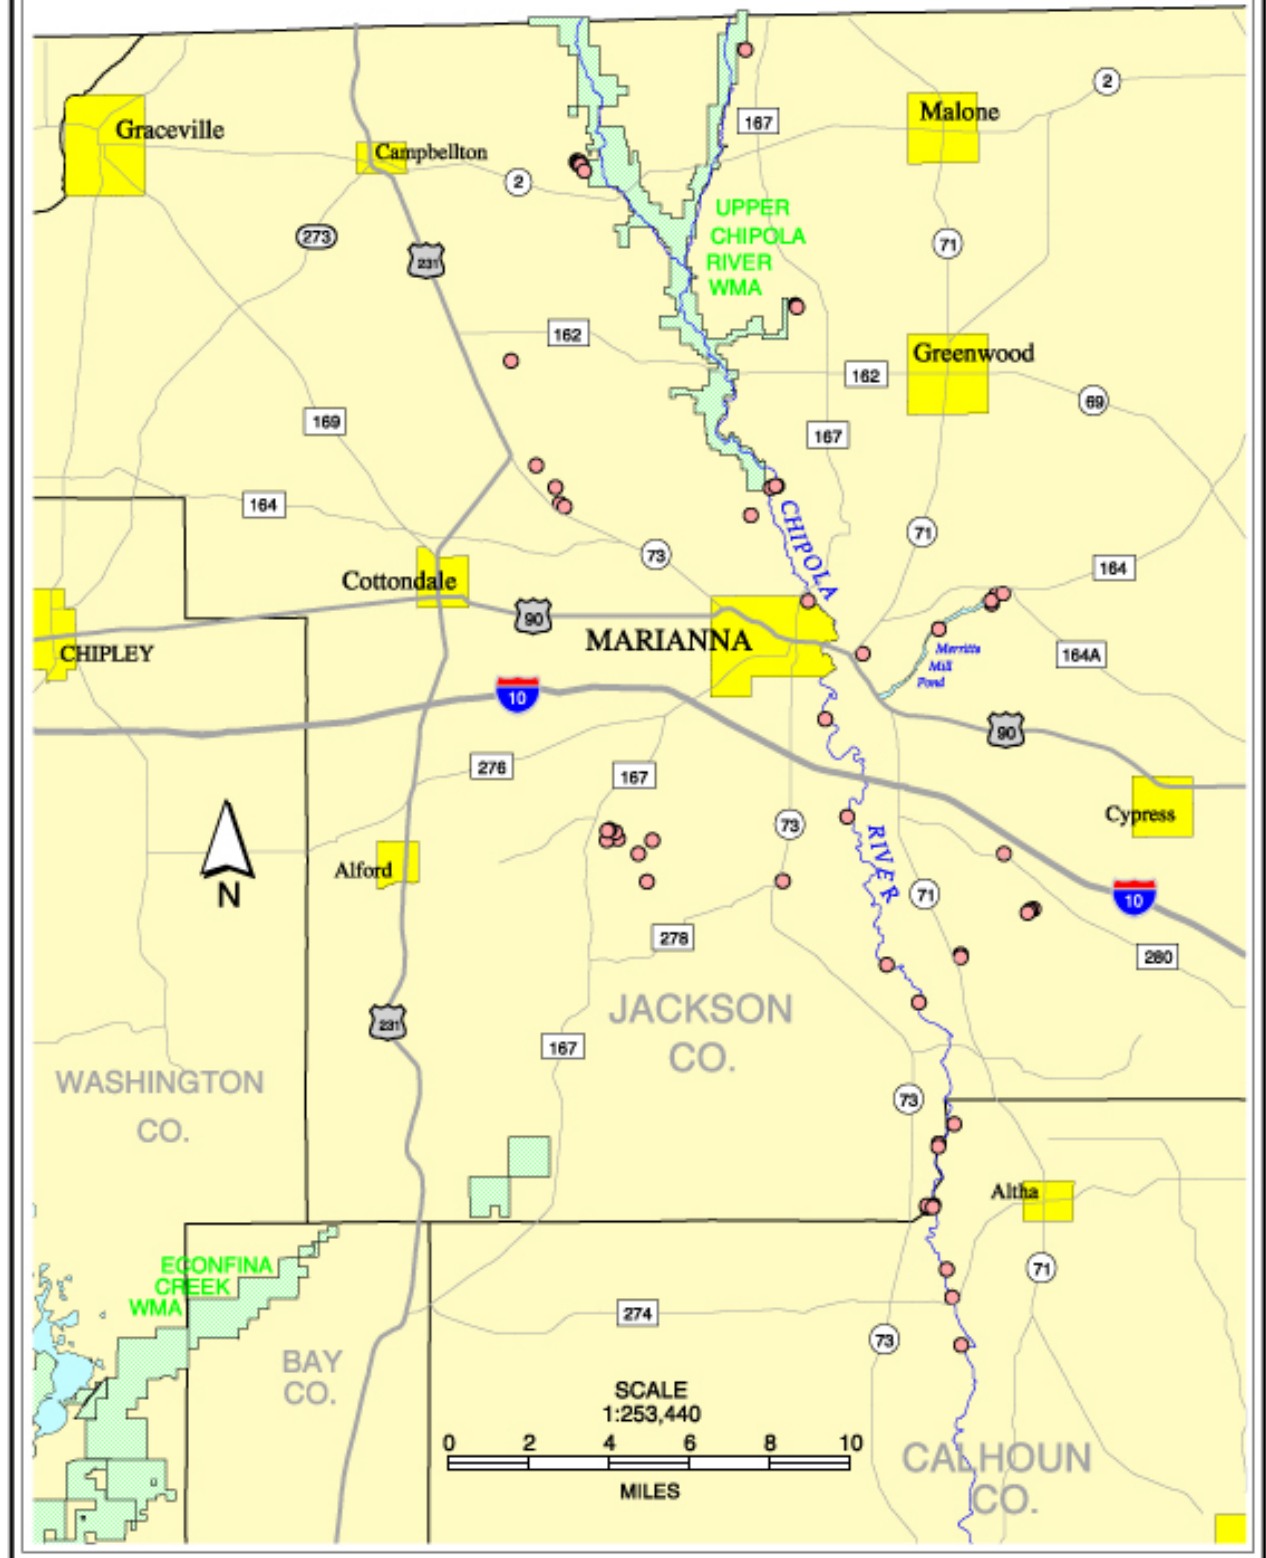 2
Malone
167
Graceville
Campbellton
2
UPPER
CHIPOLA
RIVER
WMA
273
231
71
162
Greenwood
162
69
169
167
164
CHIPOLA
71
73
164
Cottondale
90
MARIANNA
Merritts
Mill
Pond
164A
CHIPLEY
10
90
276
167
Cypress
73
RIVER
Alford
71
10
N
278
280
JACKSON
CO.
231
167
WASHINGTON
CO.
73
Altha
ECONFINA
CREEK
WMA
71
274
73
BAY
CO.
SCALE
1:253,440
0 2 4 6 8 10
MILES
CALHOUN
CO.